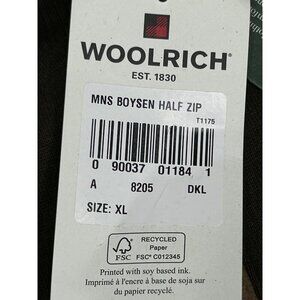 WOOLRICH®
EST. 1830
MNS BOYSEN HALF ZIP
T1175
0 90037 01184 1
A 8205 DKL
SIZE: XL
FSC
RECYCLED
Paper
FSC® C012345
Printed with soy based ink.
Imprimé à l'encre à base de soja sur
du papier recyclé